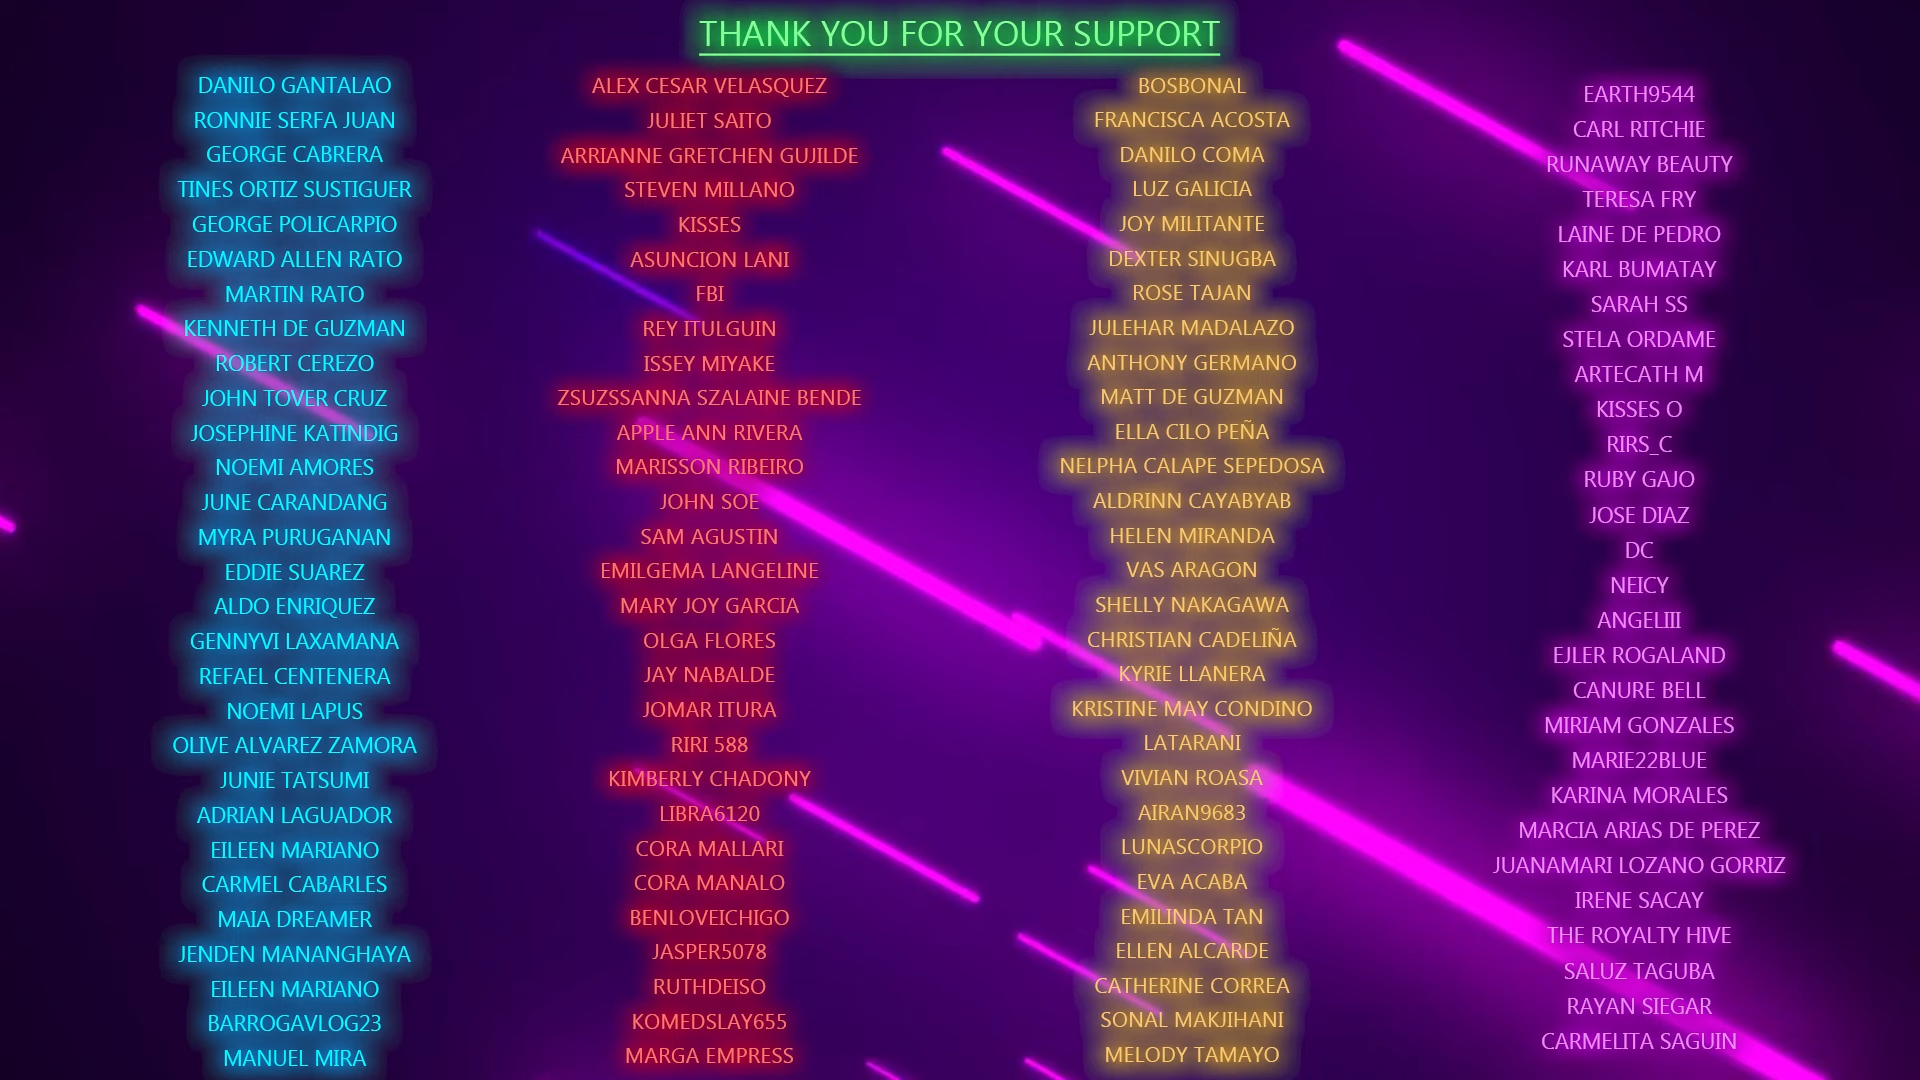 THANK YOU FOR YOUR SUPPORT
DANILO GANTALAO
RONNIE SERFA JUAN
GEORGE CABRERA
TINES ORTIZ SUSTIGUER
GEORGE POLICARPIO
EDWARD ALLEN RATO
MARTIN RATO
KENNETH DE GUZMAN
ROBERT CEREZO
JOHN TOVER CRUZ
JOSEPHINE KATINDIG
NOEMI AMORES
JUNE CARANDANG
MYRA PURUGANAN
EDDIE SUAREZ
ALDO ENRIQUEZ
GENNYVI LAXAMANA
REFAEL CENTENERA
NOEMI LAPUS
OLIVE ALVAREZ ZAMORA
JUNIE TATSUMI
ADRIAN LAGUADOR
EILEEN MARIANO
CARMEL CABARLES
MAIA DREAMER
JENDEN MANANGHAYA
EILEEN MARIANO
BARROGAVLOG23
MANUEL MIRA
ALEX CESAR VELASQUEZ
JULIET SAITO
ARRIANNE GRETCHEN GUJILDE
STEVEN MILLANO
KISSES
ASUNCION LANI
FBI
REY ITULGUIN
ISSEY MIYAKE
ZSUZSSANNA SZALAINE BENDE
APPLE ANN RIVERA
MARISSON RIBEIRO
JOHN SOE
SAM AGUSTIN
EMILGEMA LANGELINE
MARY JOY GARCIA
OLGA FLORES
JAY NABALDE
JOMAR ITURA
RIRI 588
KIMBERLY CHADONY
LIBRA6120
CORA MALLARI
CORA MANALO
BENLOVEICHIGO
JASPER5078
RUTHDEISO
KOMEDSLAY655
MARGA EMPRESS
BOSBONAL
FRANCISCA ACOSTA
DANILO COMA
LUZ GALICIA
JOY MILITANTE
DEXTER SINUGBA
ROSE TAJAN
JULEHAR MADALAZO
ANTHONY GERMANO
MATT DE GUZMAN
ELLA CILO PEÑA
NELPHA CALAPE SEPEDOSA
ALDRINN CAYABYAB
HELEN MIRANDA
VAS ARAGON
SHELLY NAKAGAWA
CHRISTIAN CADELIÑA
KYRIE LLANERA
KRISTINE MAY CONDINO
LATARANI
VIVIAN ROASA
AIRAN9683
LUNASCORPIO
EVA ACABA
EMILINDA TAN
ELLEN ALCARDE
CATHERINE CORREA
SONAL MAKJIHANI
MELODY TAMAYO
EARTH9544
CARL RITCHIE
RUNAWAY BEAUTY
TERESA FRY
LAINE DE PEDRO
KARL BUMATAY
SARAH SS
STELA ORDAME
ARTECATH M
KISSES O
RIRS_C
RUBY GAJO
JOSE DIAZ
DC
NEICY
ANGELIII
EJLER ROGALAND
CANURE BELL
MIRIAM GONZALES
MARIE22BLUE
KARINA MORALES
MARCIA ARIAS DE PEREZ
JUANAMARI LOZANO GORRIZ
IRENE SACAY
THE ROYALTY HIVE
SALUZ TAGUBA
RAYAN SIEGAR
CARMELITA SAGUIN